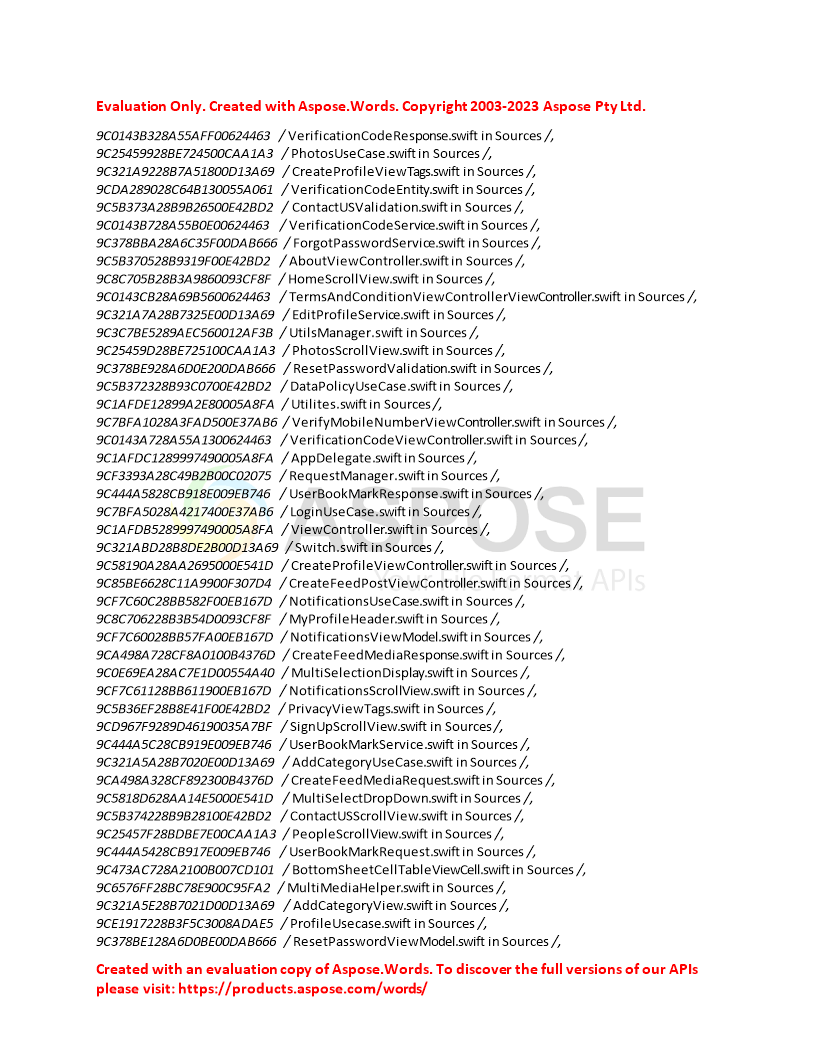 Evaluation Only. Created with Aspose.Words. Copyright 2003-2023 Aspose Pty Ltd.
9C0143B328A55AFF00624463 / VerificationCodeResponse.swift in Sources /,
9C25459928BE724500CAA1A3 / PhotosUseCase.swift in Sources /,
9C321A9228B7A51800D13A69 / CreateProfileViewTags.swift in Sources /,
9CDA289028C64B130055A061 / VerificationCodeEntity.swift in Sources /,
9C5B373A28B9B26500E42BD2 / ContactUSValidation.swift in Sources /,
9C0143B728A55B0E00624463 / VerificationCodeService.swift in Sources /,
9C378BBA28A6C35F00DAB666 / ForgotPasswordService.swift in Sources /,
9C5B370528B9319F00E42BD2 / AboutViewController.swift in Sources /,
9C8C705B28B3A9860093CF8F / HomeScrollView.swift in Sources /,
9C0143CB28A69B5600624463 / TermsAndConditionViewControllerViewController.swift in Sources /,
9C321A7A28B7325E00D13A69 / EditProfileService.swift in Sources /,
9C3C7BE5289AEC560012AF3B / UtilsManager.swift in Sources /,
9C25459D28BE725100CAA1A3 / PhotosScrollView.swift in Sources /,
9C378BE928A6D0E200DAB666 / ResetPasswordValidation.swift in Sources /,
9C5B372328B93C0700E42BD2 / DataPolicyUseCase.swift in Sources /,
9C1AFDE12899A2E80005A8FA / Utilites.swift in Sources /,
9C7BFA1028A3FAD500E37AB6 / VerifyMobileNumberViewController.swift in Sources /,
9C0143A728A55A1300624463 / VerificationCodeViewController.swift in Sources /,
9C1AFDC1289997490005A8FA / AppDelegate.swift in Sources /,
9CF3393A28C49B2B00C02075 / RequestManager.swift in Sources /,
9C444A5828CB918E009EB746 / UserBookMarkResponse.swift in Sources /,
9C7BFA5028A4217400E37AB6 / LoginUseCase.swift in Sources /,
9C1AFDB5289997490005A8FA / ViewController.swift in Sources /,
9C321ABD28B8DE2B00D13A69 / Switch.swift in Sources /,
9C58190A28AA2695000E541D / CreateProfileViewController.swift in Sources /,
9C85BE6628C11A9900F307D4 / CreateFeedPostViewController.swift in Sources /,
9CF7C60C28BB582F00EB167D / NotificationsUseCase.swift in Sources /,
9C8C706228B3B54D0093CF8F / MyProfileHeader.swift in Sources /,
9CF7C60028BB57FA00EB167D / NotificationsViewModel.swift in Sources /,
9CA498A728CF8A0100B4376D / CreateFeedMediaResponse.swift in Sources /,
9C0E69EA28AC7E1D00554A40 / MultiSelectionDisplay.swift in Sources /,
9CF7C61128BB611900EB167D / NotificationsScrollView.swift in Sources /,
9C5B36EF28B8E41F00E42BD2 / PrivacyViewTags.swift in Sources /,
9CD967F9289D46190035A7BF / SignUpScrollView.swift in Sources /,
9C444A5C28CB919E009EB746 / UserBookMarkService.swift in Sources /,
9C321A5A28B7020E00D13A69 / AddCategoryUseCase.swift in Sources /,
9CA498A328CF892300B4376D / CreateFeedMediaRequest.swift in Sources /,
9C5818D628AA14E5000E541D / MultiSelectDropDown.swift in Sources /,
9C5B374228B9B28100E42BD2 / ContactUSScrollView.swift in Sources /,
9C25457F28BDBE7E00CAA1A3 / PeopleScrollView.swift in Sources /,
9C444A5428CB917E009EB746 / UserBookMarkRequest.swift in Sources /,
9C473AC728A2100B007CD101 / BottomSheetCellTableViewCell.swift in Sources /,
9C6576FF28BC78E900C95FA2 / MultiMediaHelper.swift in Sources /,
9C321A5E28B7021D00D13A69 / AddCategoryView.swift in Sources /,
9CE1917228B3F5C3008ADAE5 / ProfileUsecase.swift in Sources /,
9C378BE128A6D0BE00DAB666 / ResetPasswordViewModel.swift in Sources /,
Created with an evaluation copy of Aspose.Words. To discover the full versions of our APIs
please visit: https://products.aspose.com/words/
ASPOSE
APIs